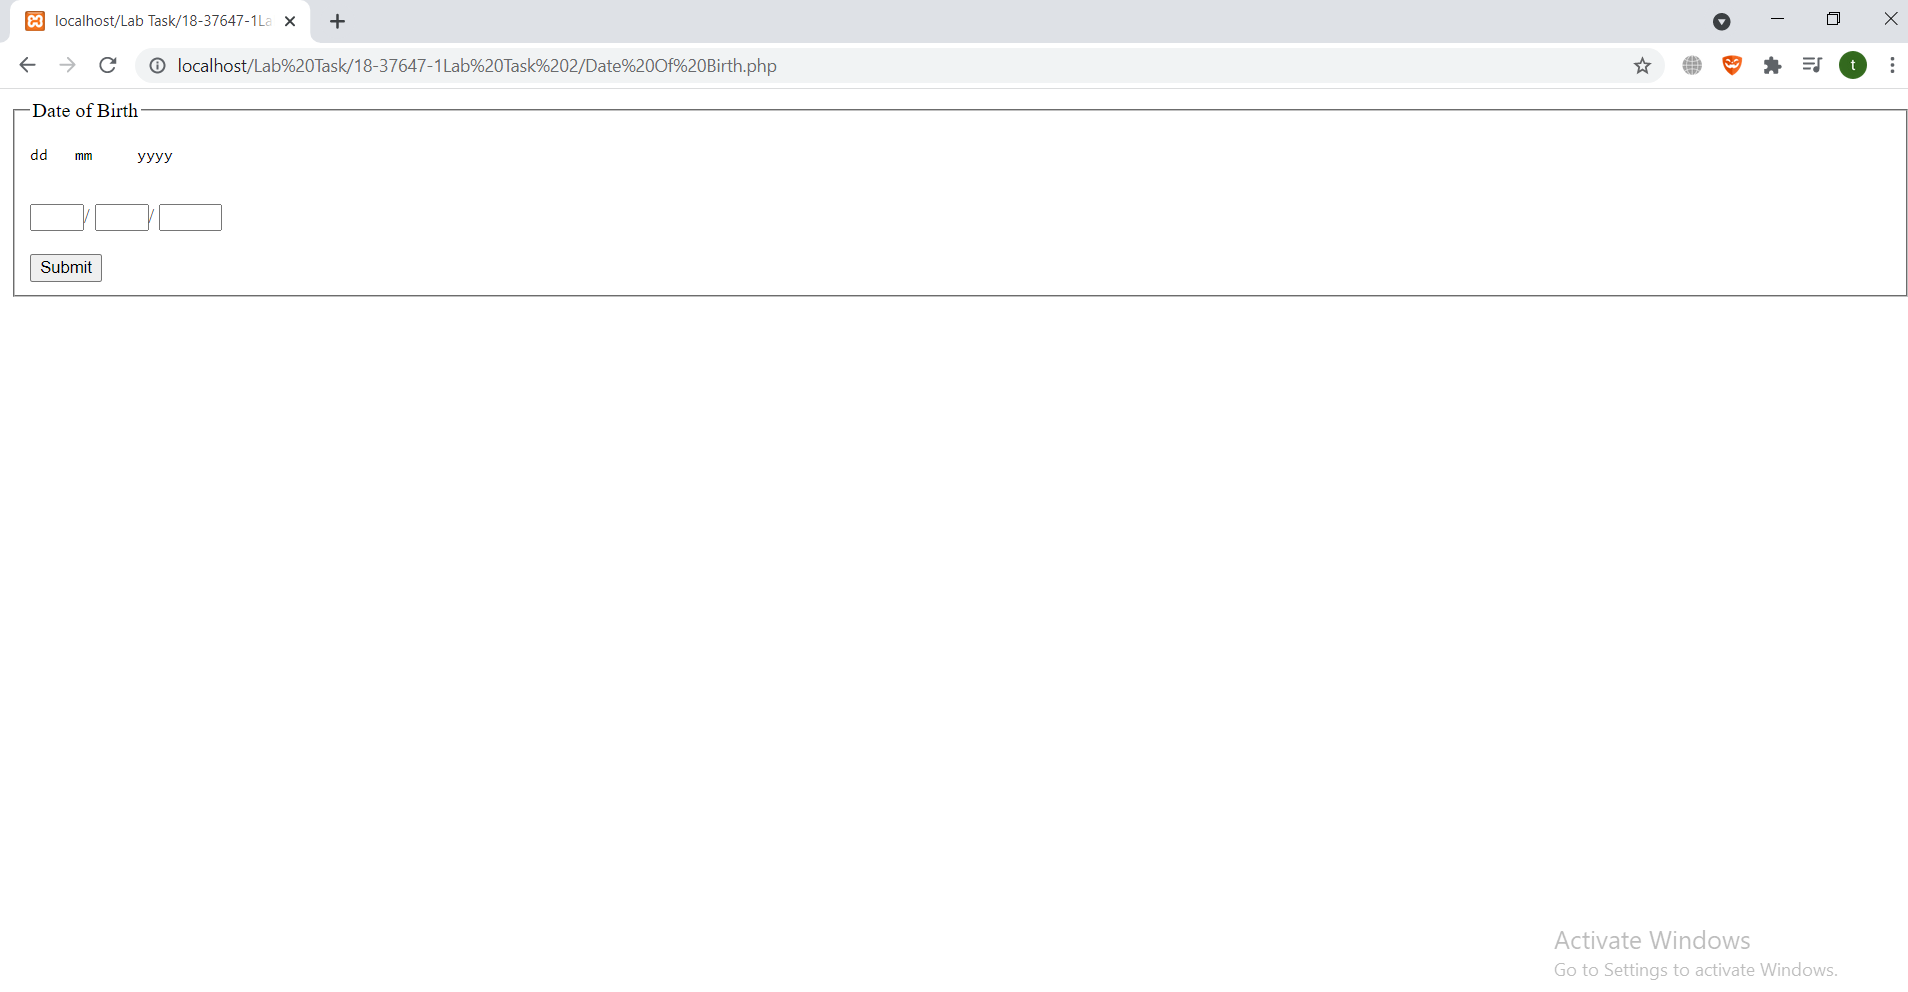 localhost/Lab Task/18-37647-1La
localhost/Lab%20Task/18-37647-1Lab%20Task%202/Date%20Of%20Birth.php
t
Date of Birth
dd mm yyyy
/ /
Submit
Activate Windows
Go to Settings to activate Windows.